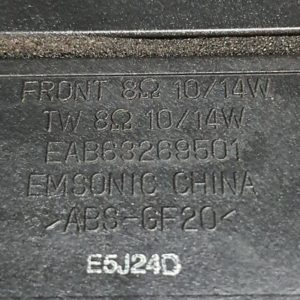 FRONT 8Ω 10/14W
TW 8Ω 10/14W
EAB63269501
EMSONIC CHINA
>ABS-GF20<
E5J24D